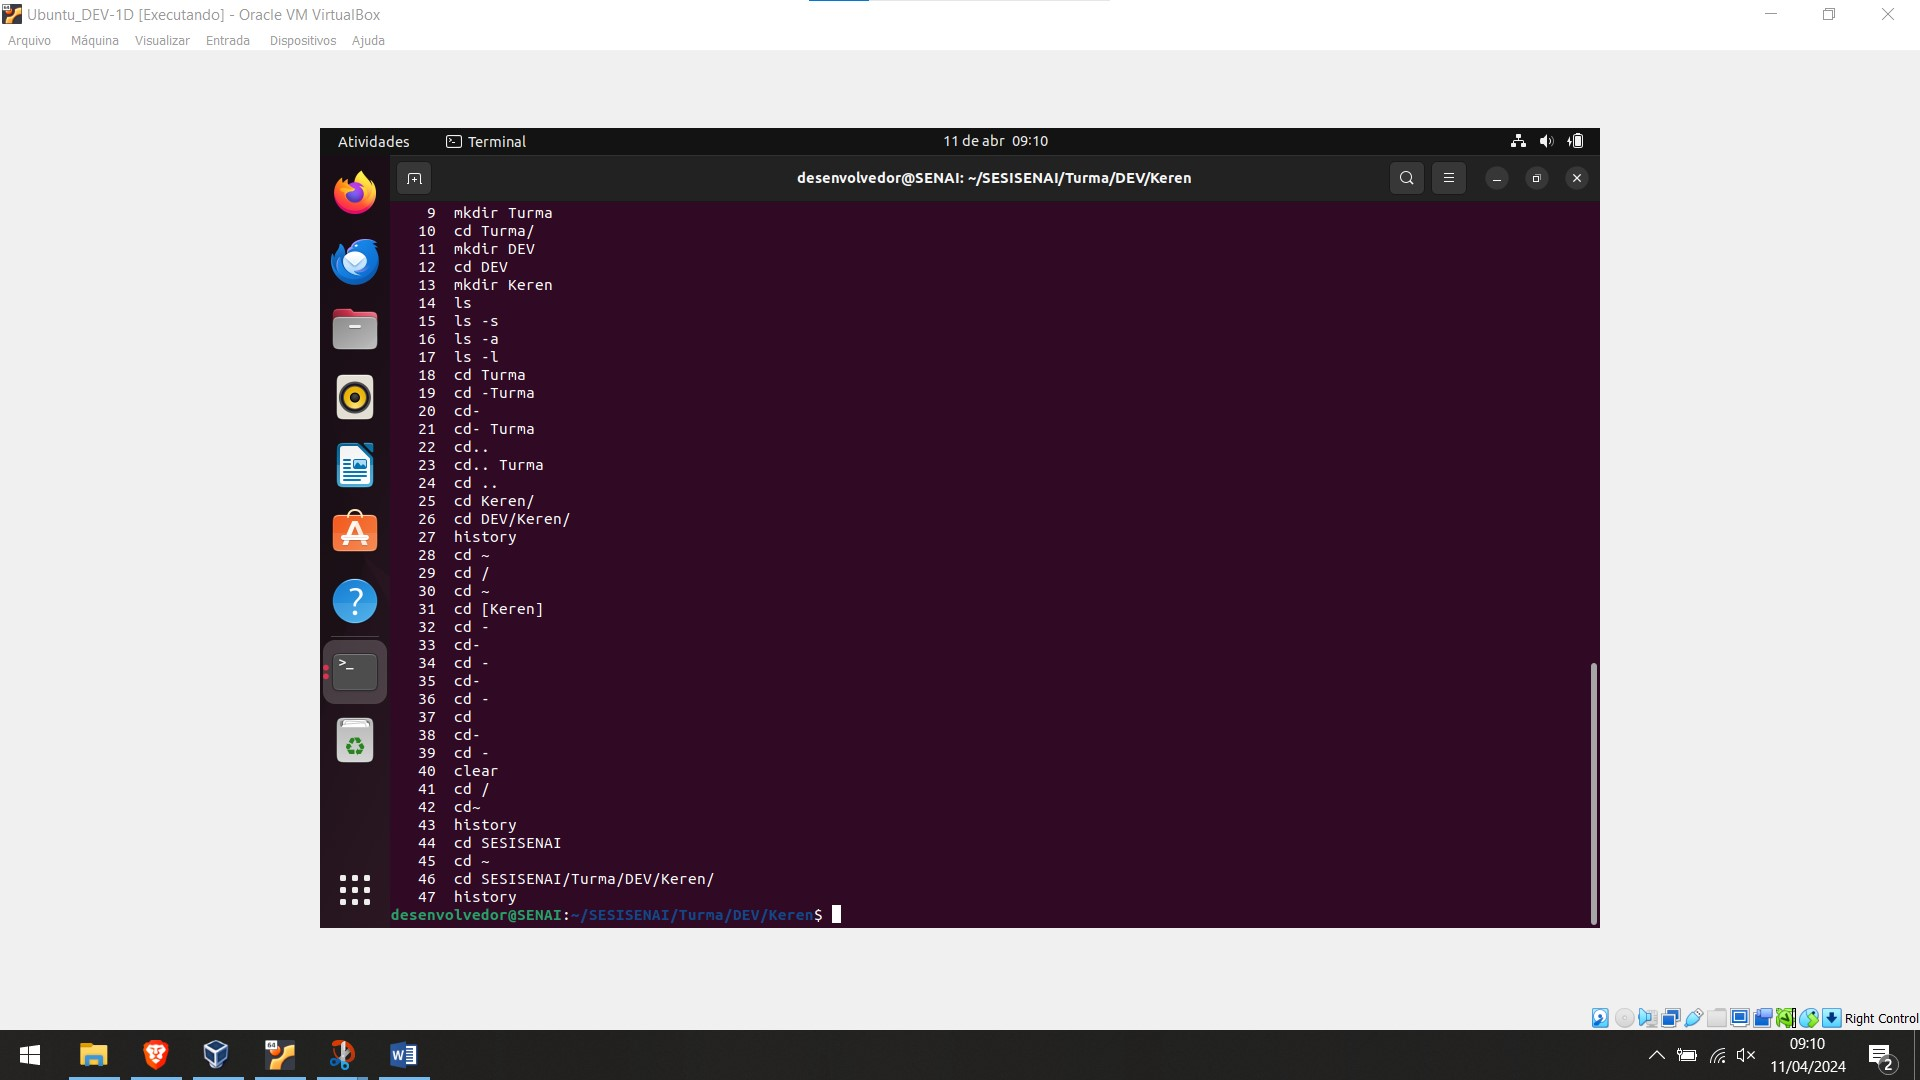 Ubuntu_DEV-1D [Executando] - Oracle VM VirtualBox
Arquivo Máquina Visualizar Entrada Dispositivos Ajuda
Atividades Terminal 11 de abr 09:10
desenvolvedor@SENAI: ~/SESISENAI/Turma/DEV/Keren
9 mkdir Turma
10 cd Turma/
11 mkdir DEV
12 cd DEV
13 mkdir Keren
14 ls
15 ls -s
16 ls -a
17 ls -l
18 cd Turma
19 cd -Turma
20 cd-
21 cd- Turma
22 cd..
23 cd.. Turma
24 cd ..
25 cd Keren/
26 cd DEV/Keren/
27 history
28 cd ~
29 cd /
30 cd ~
31 cd [Keren]
32 cd -
33 cd-
34 cd -
35 cd-
36 cd -
37 cd
38 cd-
39 cd -
40 clear
41 cd /
42 cd~
43 history
44 cd SESISENAI
45 cd ~
46 cd SESISENAI/Turma/DEV/Keren/
47 history
desenvolvedor@SENAI:~/SESISENAI/Turma/DEV/Keren$
Right Control
09:10
11/04/2024
2